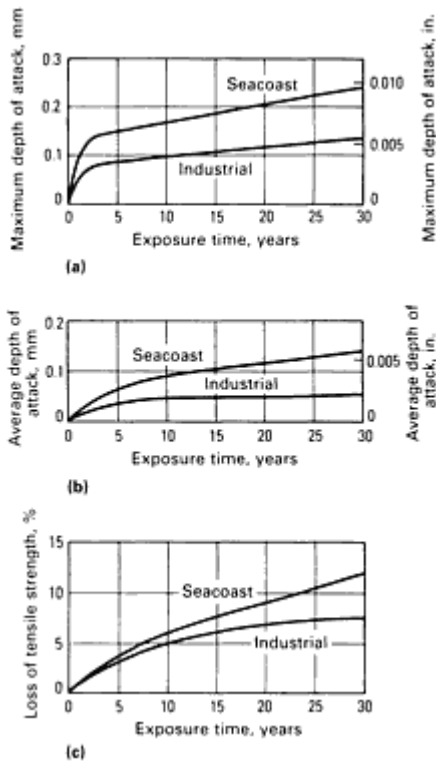 Maximum depth of attack, mm
0.3
0.2
0.1
0
Seacoast
Industrial
0.010
0.005
0
Maximum depth of attack, in.
0 5 10 15 20 25 30
Exposure time, years
(a)
Average depth of
attack, mm
0.2
0.1
0
Seacoast
Industrial
0.005
0
Average depth of
attack, in.
0 5 10 15 20 25 30
Exposure time, years
(b)
Loss of tensile strength, %
15
10
5
0
Seacoast
Industrial
0 5 10 15 20 25 30
Exposure time, years
(c)